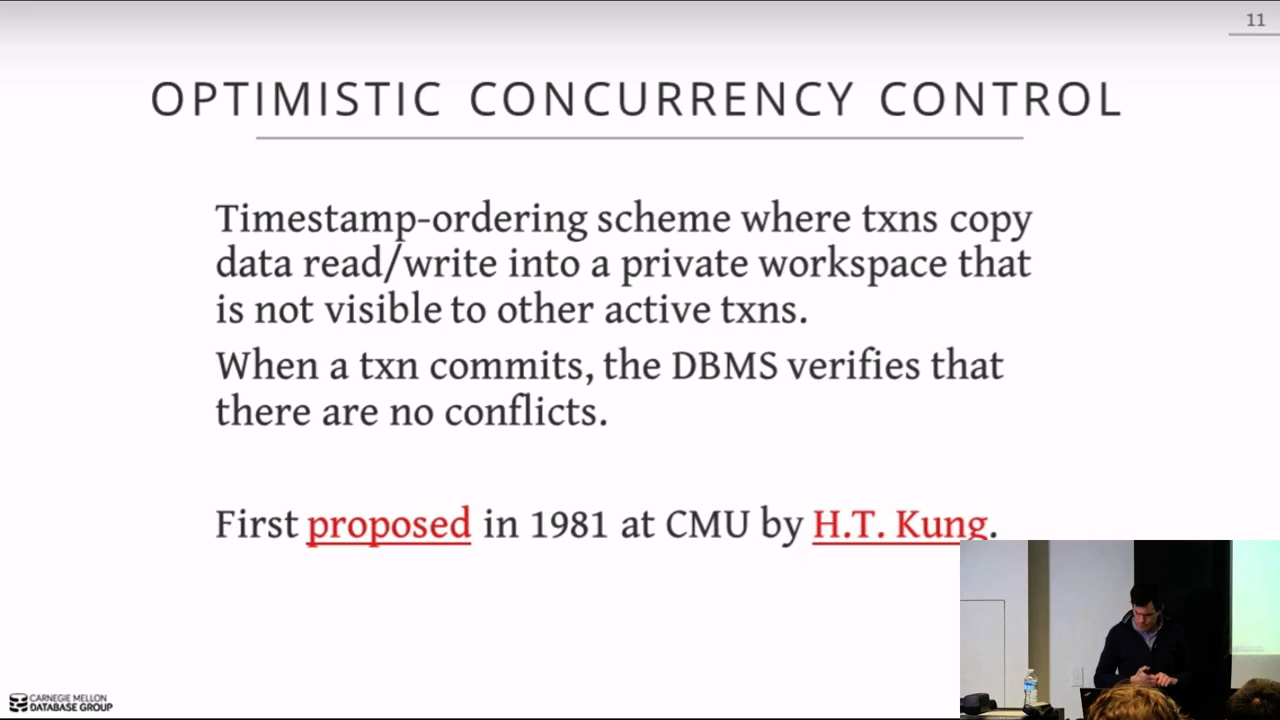 11
OPTIMISTIC CONCURRENCY CONTROL
Timestamp-ordering scheme where txns copy
data read/write into a private workspace that
is not visible to other active txns.
When a txn commits, the DBMS verifies that
there are no conflicts.
First proposed in 1981 at CMU by H.T. Kung.
CARNEGIE MELLON
DATABASE GROUP